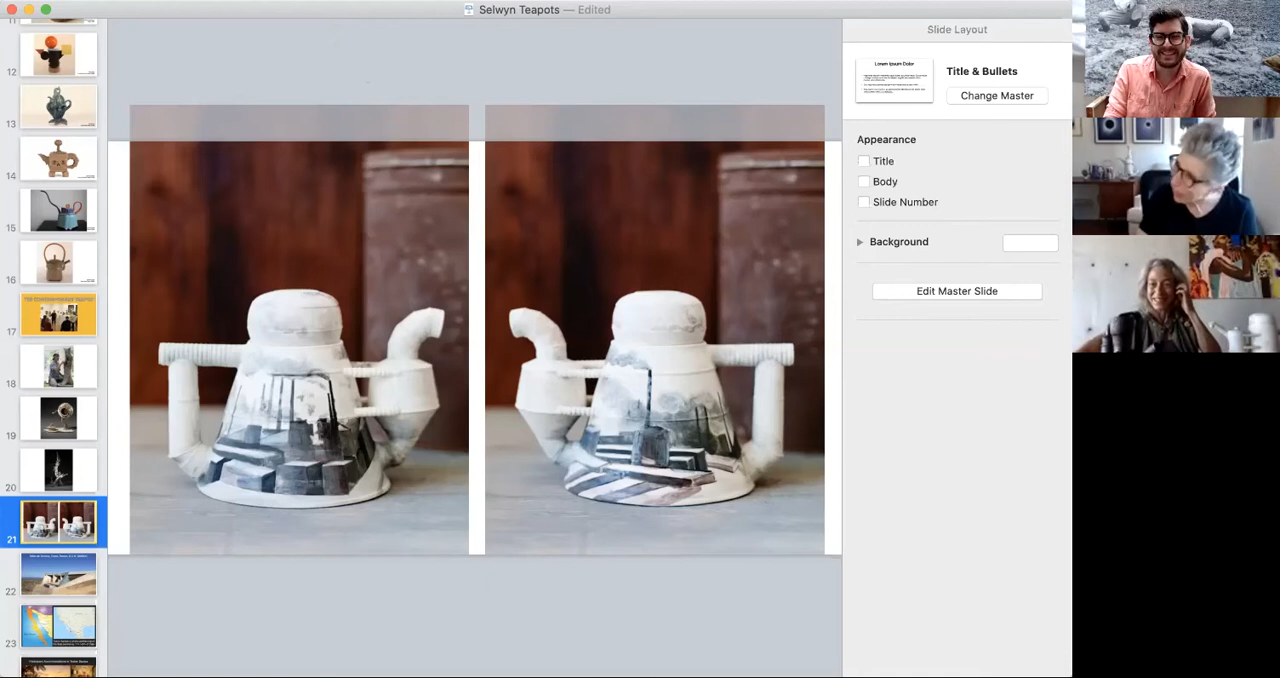 Selwyn Teapots — Edited
11
12
13
14
15
16
17
18
19
20
21
22
23
Slide Layout
Title & Bullets
Change Master
Appearance
Title
Body
Slide Number
Background
Edit Master Slide